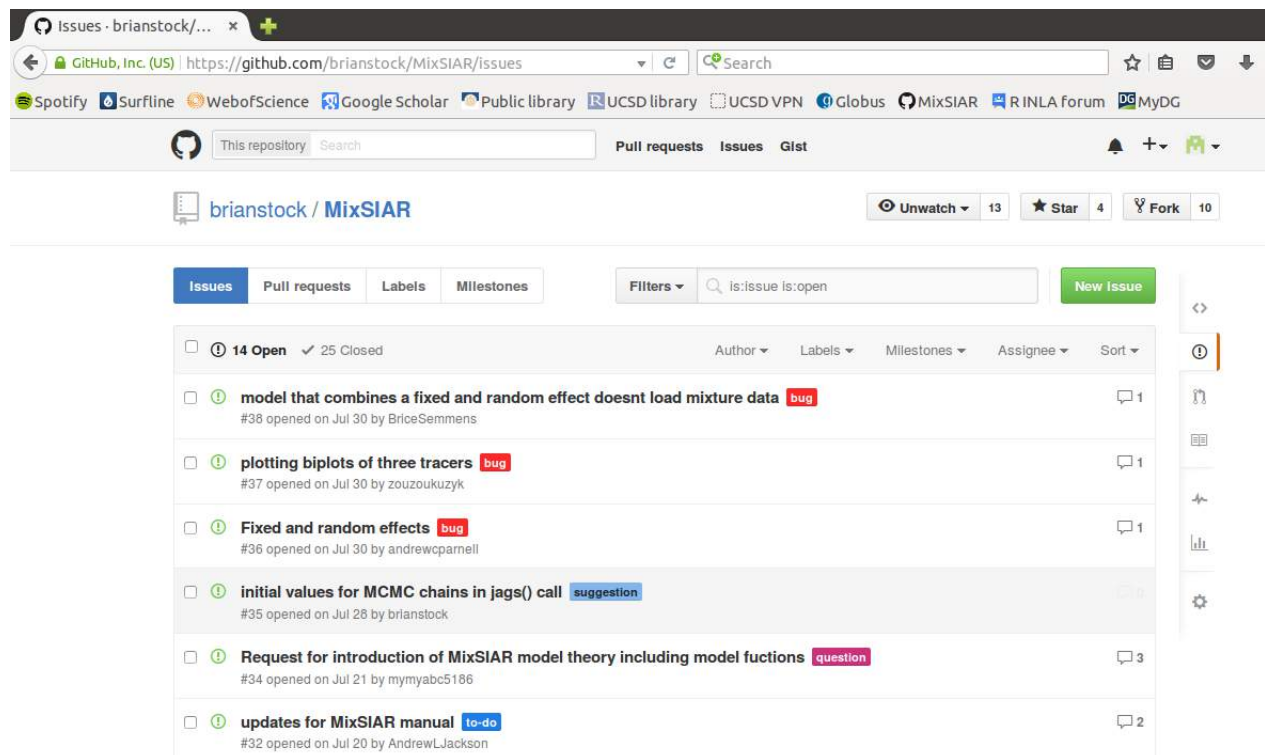 Issues · brianstock/... ×
GitHub, Inc. (US) https://github.com/brianstock/MixSIAR/issues Search
Spotify Surfline WebofScience Google Scholar Public library UCSD library UCSD VPN Globus MixSIAR R INLA forum MyDG
This repository Search Pull requests Issues Gist
brianstock / MixSIAR Unwatch 13 Star 4 Fork 10
Issues Pull requests Labels Milestones Filters is:issue is:open New Issue
14 Open 25 Closed Author Labels Milestones Assignee Sort
model that combines a fixed and random effect doesnt load mixture data bug 1
#38 opened on Jul 30 by BriceSemmens
plotting biplots of three tracers bug 1
#37 opened on Jul 30 by zouzoukuzyk
Fixed and random effects bug 1
#36 opened on Jul 30 by andrewcparnell
initial values for MCMC chains in jags() call suggestion 0
#35 opened on Jul 28 by brianstock
Request for introduction of MixSIAR model theory including model fuctions question 3
#34 opened on Jul 21 by mymyabc5186
updates for MixSIAR manual to-do 2
#32 opened on Jul 20 by AndrewLJackson